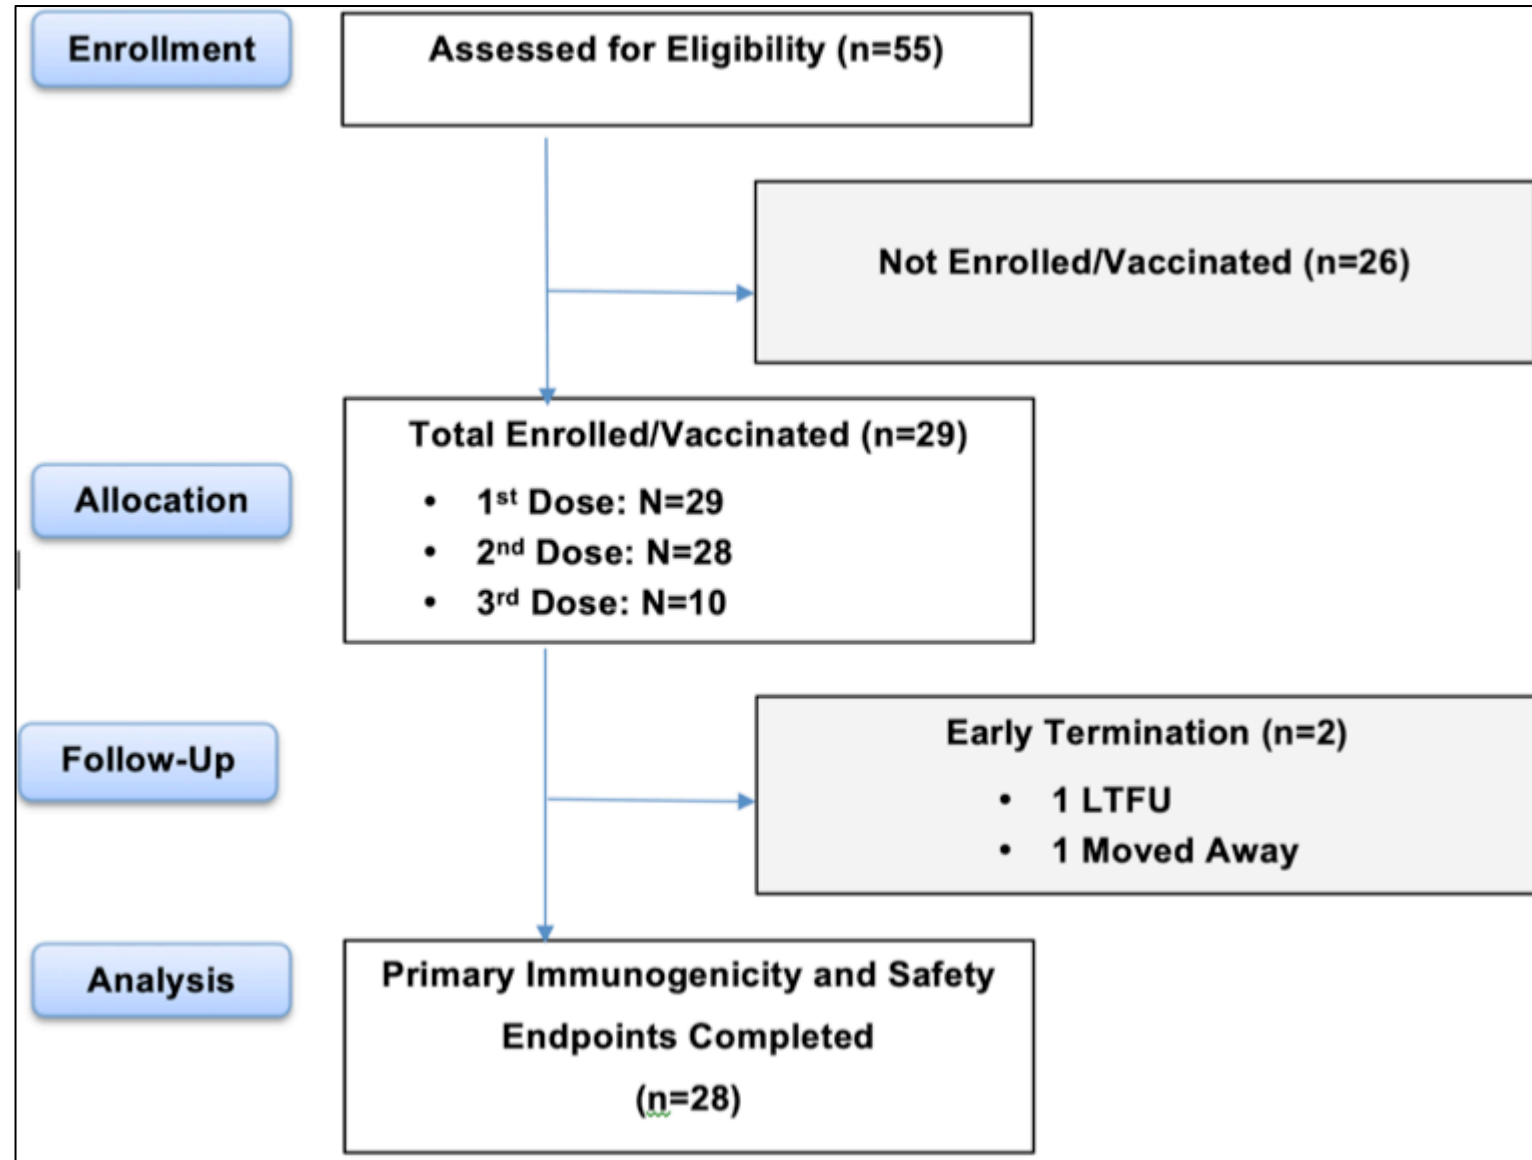 Enrollment
Assessed for Eligibility (n=55)
Not Enrolled/Vaccinated (n=26)
Total Enrolled/Vaccinated (n=29)
Allocation
• 1st Dose: N=29
• 2nd Dose: N=28
• 3rd Dose: N=10
Follow-Up
Early Termination (n=2)
• 1 LTFU
• 1 Moved Away
Analysis
Primary Immunogenicity and Safety
Endpoints Completed
(n=28)